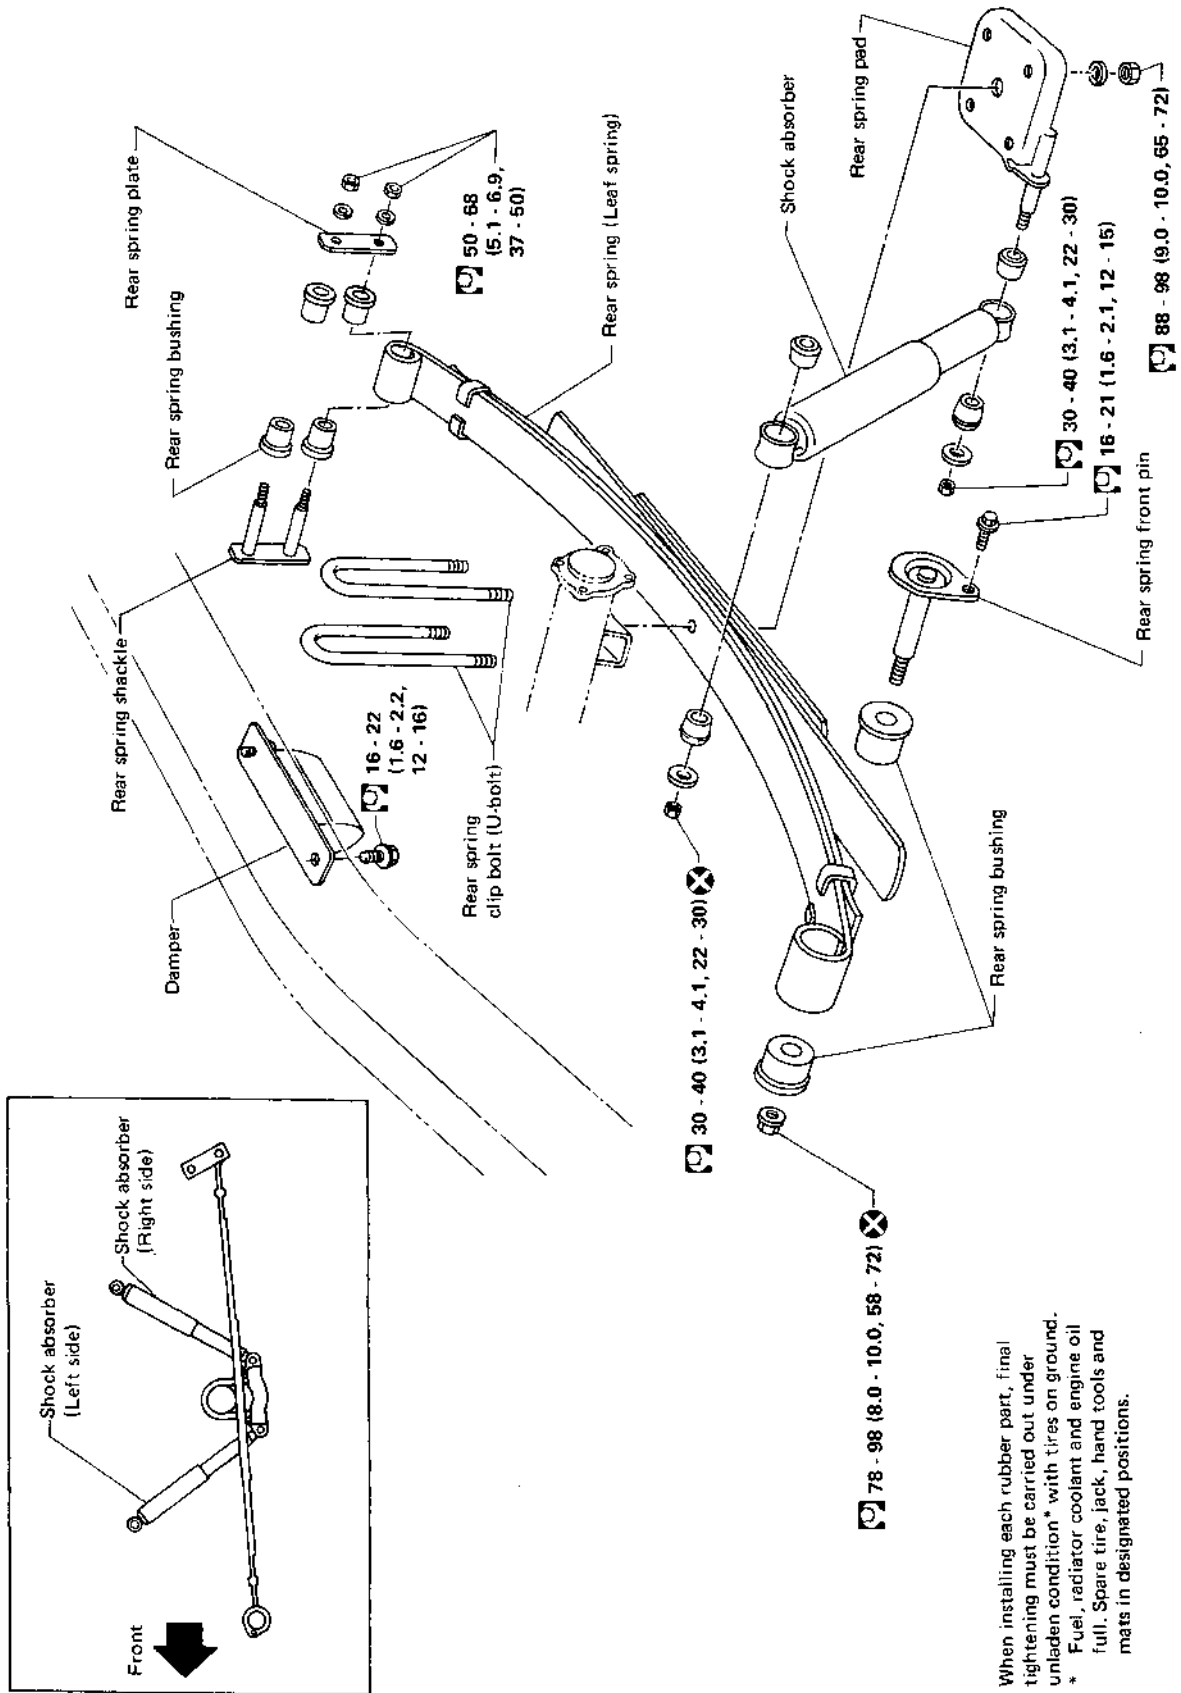 Front
Shock absorber
(Left side)
Shock absorber
(Right side)
Damper
Rear spring shackle
Rear spring bushing
Rear spring plate
16 - 22
(1.6 - 2.2,
12 - 16)
Rear spring
clip bolt (U-bolt)
50 - 68
(5.1 - 6.9,
37 - 50)
Rear spring (Leaf spring)
Shock absorber
Rear spring pad
30 - 40 (3.1 - 4.1, 22 - 30)
78 - 98 (8.0 - 10.0, 58 - 72)
Rear spring bushing
Rear spring front pin
30 - 40 (3.1 - 4.1, 22 - 30)
16 - 21 (1.6 - 2.1, 12 - 15)
88 - 98 (9.0 - 10.0, 65 - 72)
When installing each rubber part, final
tightening must be carried out under
unladen condition* with tires on ground.
* Fuel, radiator coolant and engine oil
full. Spare tire, jack, hand tools and
mats in designated positions.